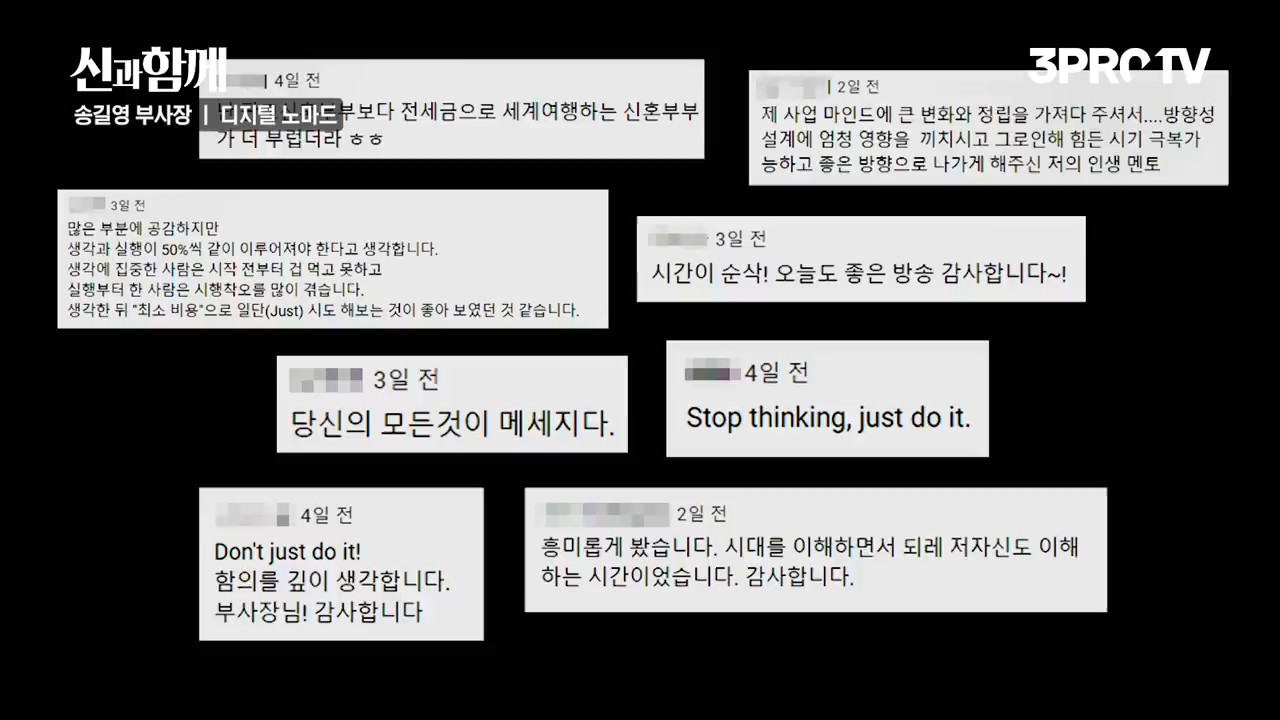 신과함께
송길영 부사장 | 디지털 노마드
3PRO TV
4일 전
부보다 전세금으로 세계여행하는 신혼부부
가 더 부럽더라 ㅎㅎ
2일 전
제 사업 마인드에 큰 변화와 정립을 가져다 주셔서....방향성
설계에 엄청 영향을 끼치시고 그로인해 힘든 시기 극복가
능하고 좋은 방향으로 나가게 해주신 저의 인생 멘토
3일 전
많은 부분에 공감하지만
생각과 실행이 50%씩 같이 이루어져야 한다고 생각합니다.
생각에 집중한 사람은 시작 전부터 겁 먹고 못하고
실행부터 한 사람은 시행착오를 많이 겪습니다.
생각한 뒤 "최소 비용"으로 일단(Just) 시도 해보는 것이 좋아 보였던 것 같습니다.
3일 전
시간이 순삭! 오늘도 좋은 방송 감사합니다~!
3일 전
당신의 모든것이 메세지다.
4일 전
Stop thinking, just do it.
4일 전
Don't just do it!
함의를 깊이 생각합니다.
부사장님! 감사합니다
2일 전
흥미롭게 봤습니다. 시대를 이해하면서 되레 저자신도 이해
하는 시간이었습니다. 감사합니다.